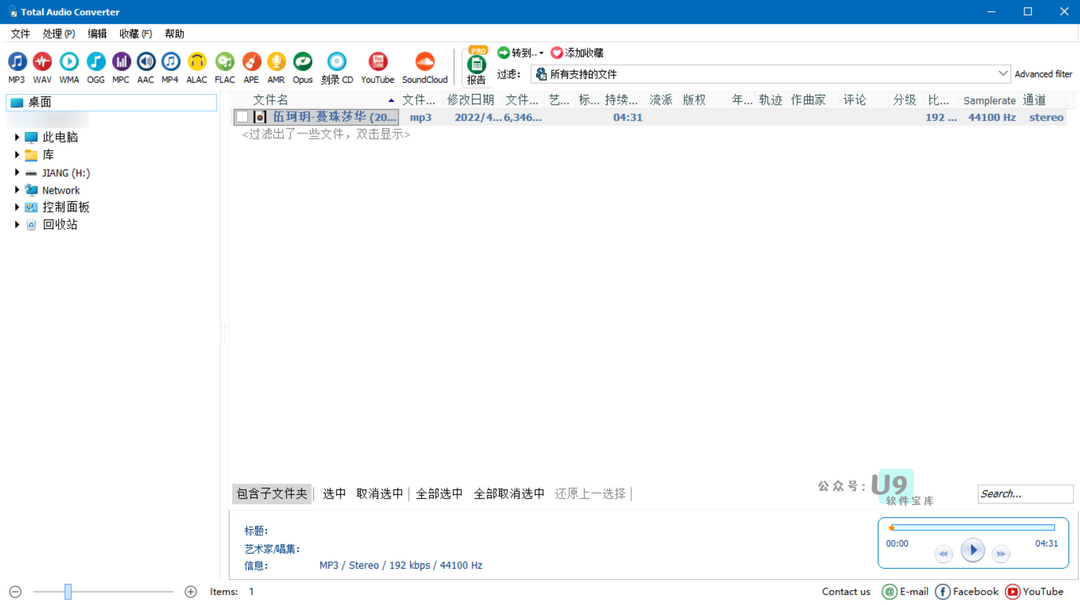 Total Audio Converter
文件 处理(P) 编辑 收藏(F) 帮助
MP3 WAV WMA OGG MPC AAC MP4 ALAC FLAC APE AMR Opus 刻录 CD YouTube SoundCloud
PRO 报告
转到.. 添加收藏
过滤: 所有支持的文件 Advanced filter
桌面
此电脑
库
JIANG (H:)
Network
控制面板
回收站
文件名 文件... 修改日期 文件... 艺... 标... 持续... 流派 版权 年... 轨迹 作曲家 评论 分级 比... Samplerate 通道
伍珂玥-蔓珠莎华 (20... mp3 2022/4... 6,346... 04:31 192 ... 44100 Hz stereo
<过滤出了一些文件，双击显示>
包含子文件夹 选中 取消选中 全部选中 全部取消选中 还原上一选择
公众号: U9 软件宝库
Search...
标题:
艺术家/唱集:
信息: MP3 / Stereo / 192 kbps / 44100 Hz
00:00 04:31
Items: 1
Contact us E-mail Facebook YouTube